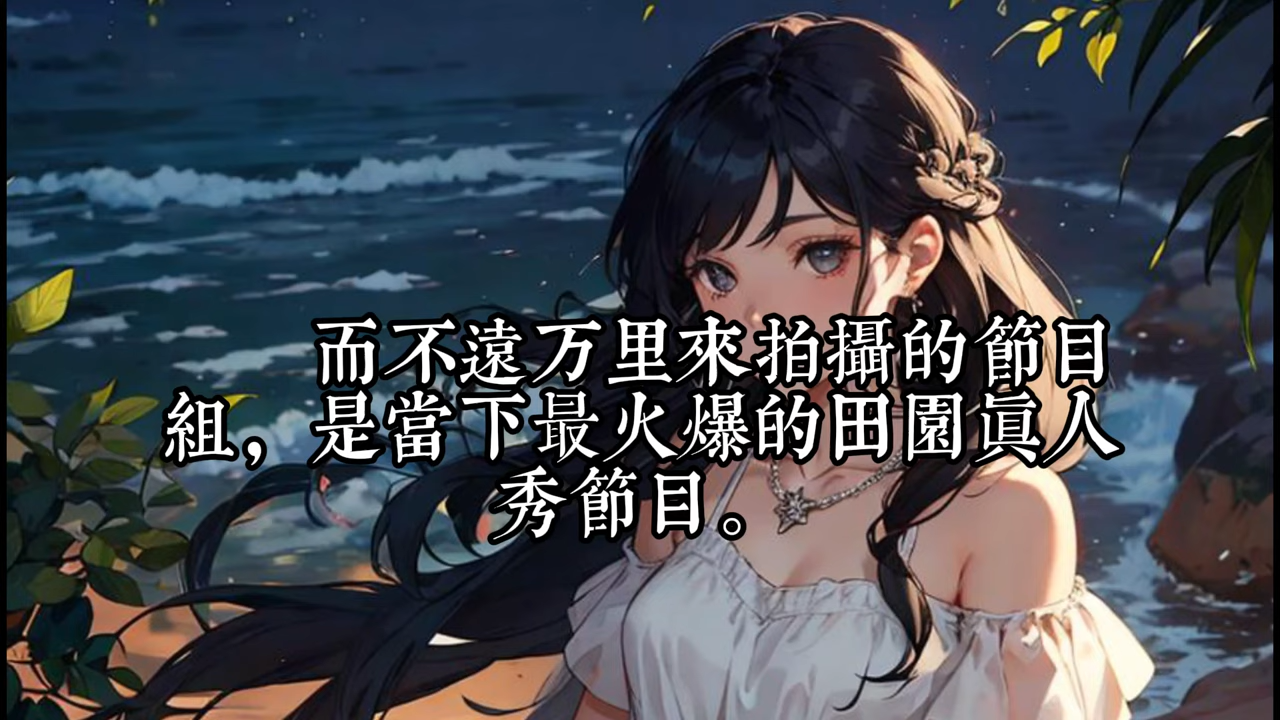 而不遠万里來拍攝的節目
組，是當下最火爆的田園眞人
秀節目。